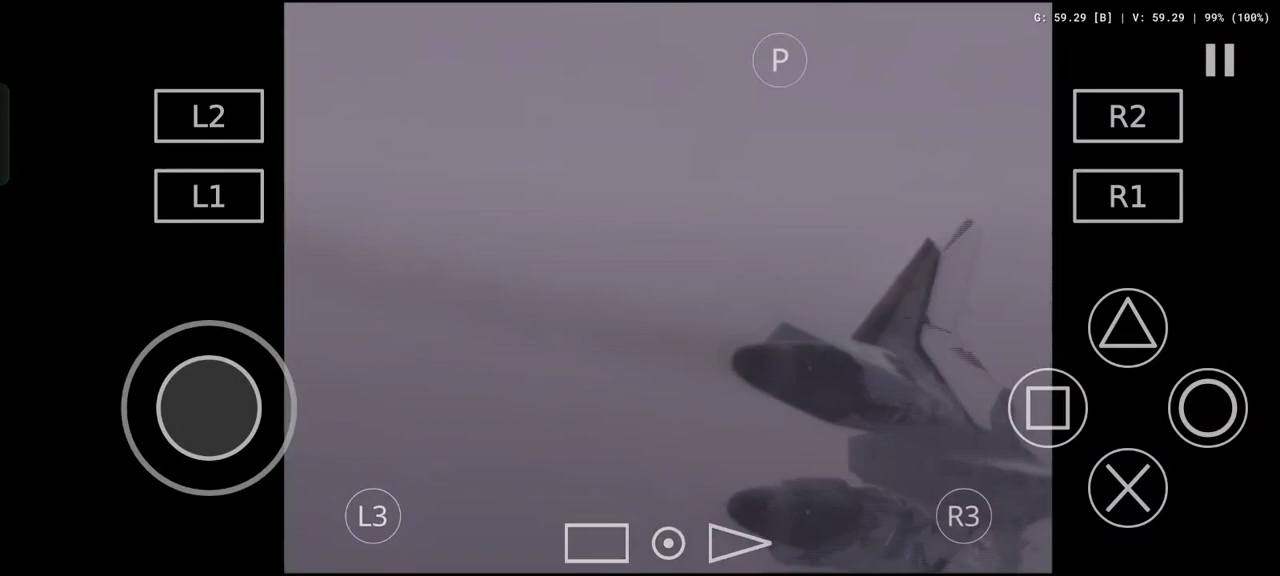 G: 59.29 [B] | V: 59.29 | 99% (100%)
P
L2
R2
L1
R1
L3
R3